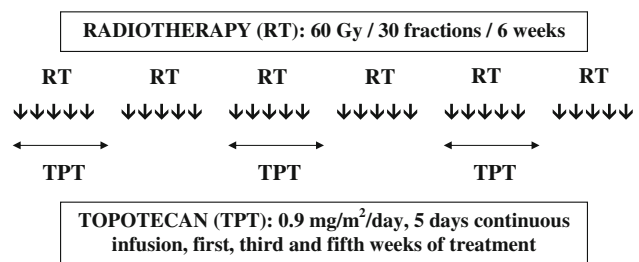 RADIOTHERAPY (RT): 60 Gy / 30 fractions / 6 weeks
RT RT RT RT RT RT
TPT TPT TPT
TOPOTECAN (TPT): 0.9 mg/m²/day, 5 days continuous
infusion, first, third and fifth weeks of treatment